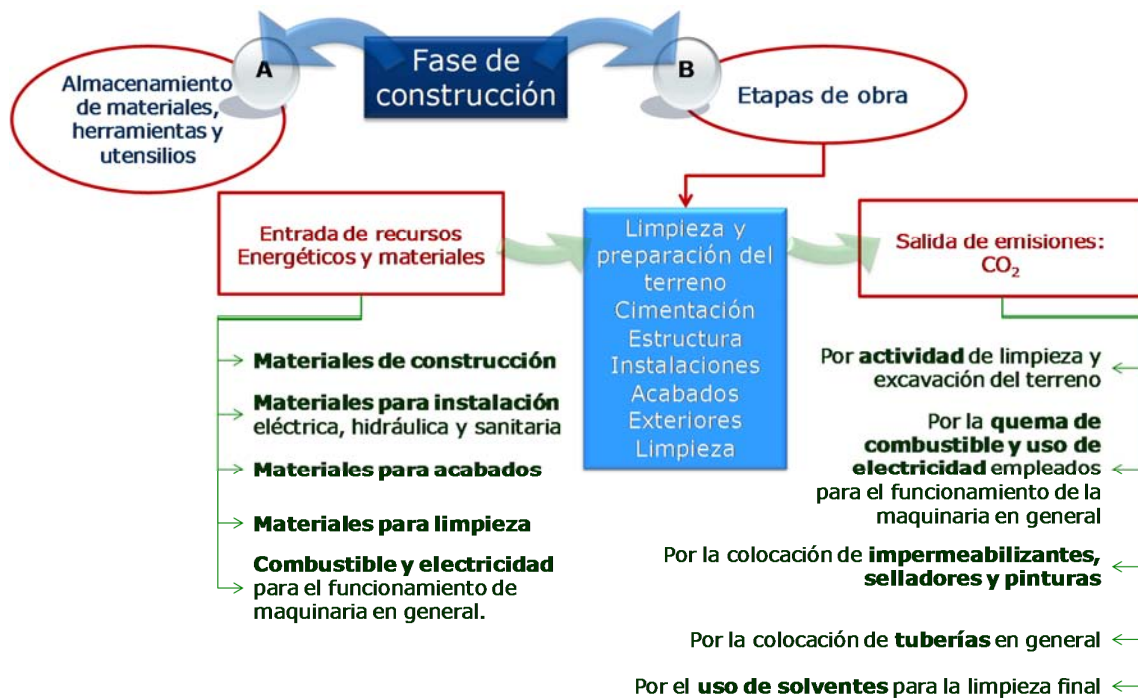 Fase de
construcción
A
Almacenamiento
de materiales,
herramientas y
utensilios
B
Etapas de obra
Entrada de recursos
Energéticos y materiales
Limpieza y
preparación del
terreno
Cimentación
Estructura
Instalaciones
Acabados
Exteriores
Limpieza
Salida de emisiones:
CO₂
Materiales de construcción
Materiales para instalación
eléctrica, hidráulica y sanitaria
Materiales para acabados
Materiales para limpieza
Combustible y electricidad
para el funcionamiento de
maquinaria en general.
Por actividad de limpieza y
excavación del terreno
Por la quema de
combustible y uso de
electricidad empleados
para el funcionamiento de la
maquinaria en general
Por la colocación de impermeabilizantes,
selladores y pinturas
Por la colocación de tuberías en general
Por el uso de solventes para la limpieza final